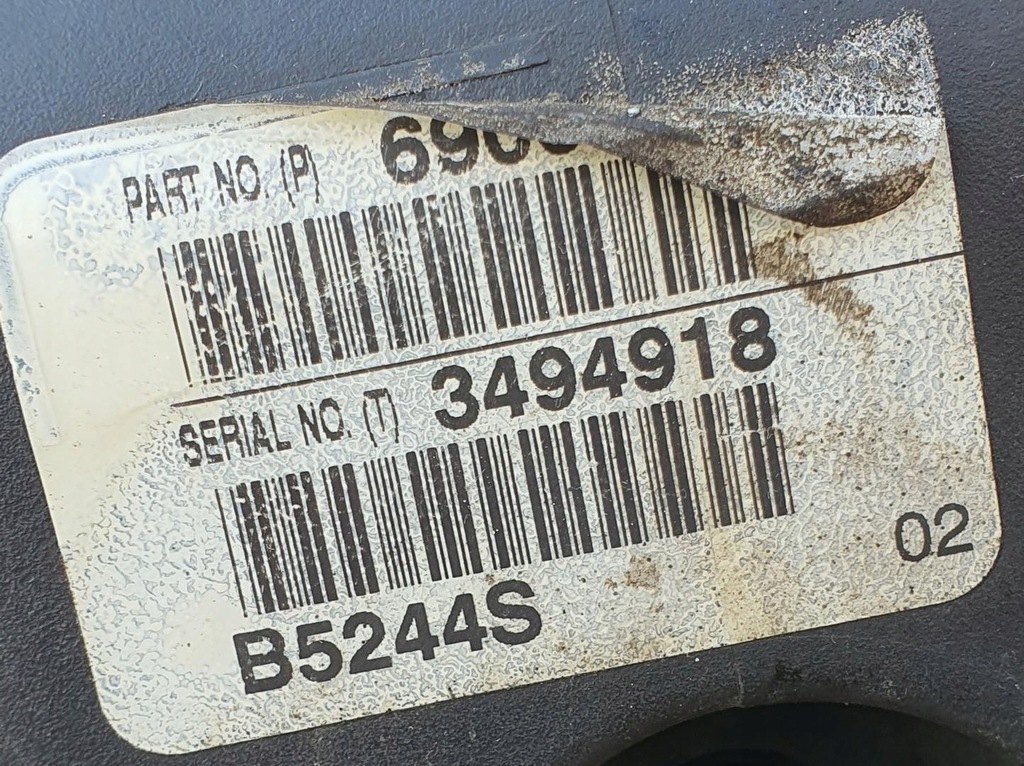 PART NO. (P)
SERIAL NO. (T) 3494918
02
B5244S